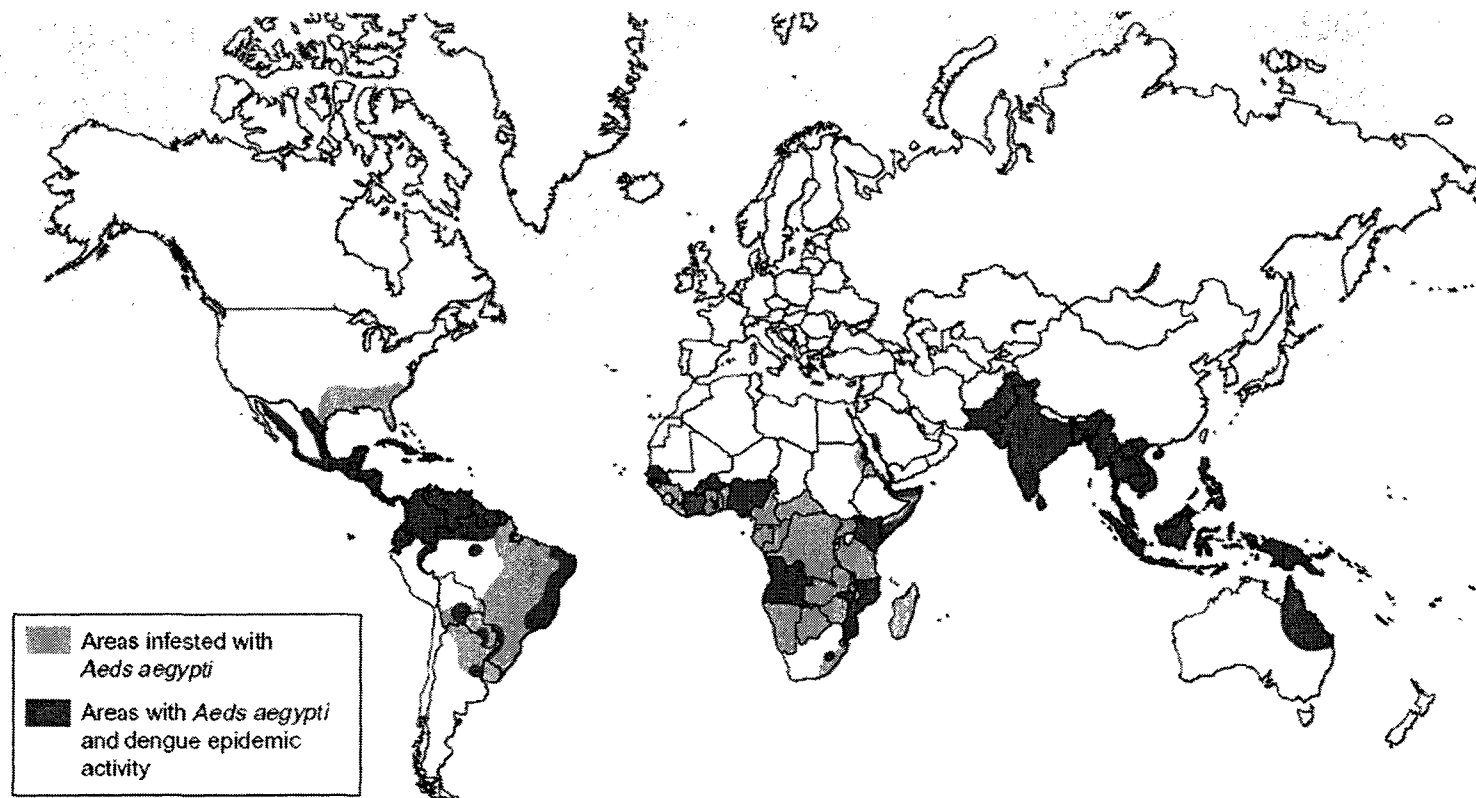 Areas infested with
Aeds aegypti
Areas with Aeds aegypti
and dengue epidemic
activity